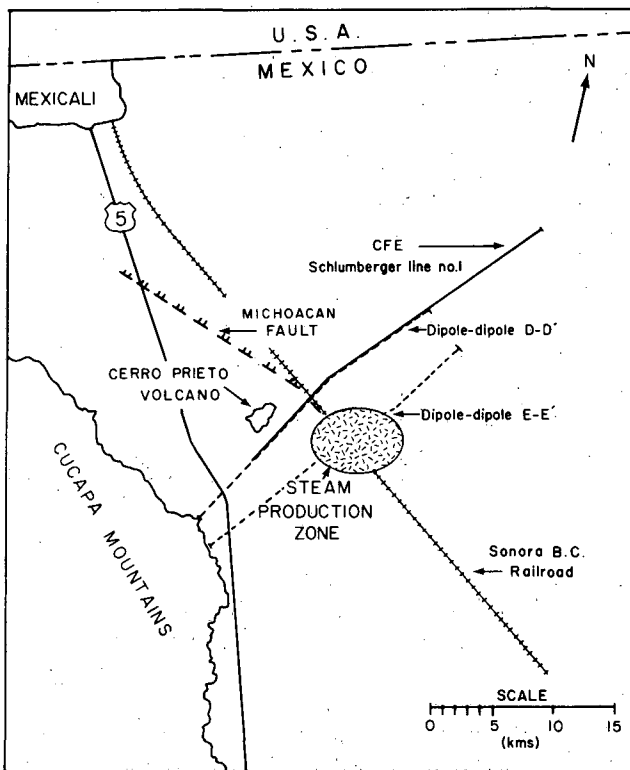 U.S.A.
MEXICO
N
MEXICALI
5
CFE
Schlumberger line no.1
MICHOACAN
FAULT
Dipole-dipole D-D'
CERRO PRIETO
VOLCANO
Dipole-dipole E-E'
STEAM
PRODUCTION
ZONE
CUCAPA MOUNTAINS
Sonora B.C.
Railroad
SCALE
0 5 10 15
(kms)